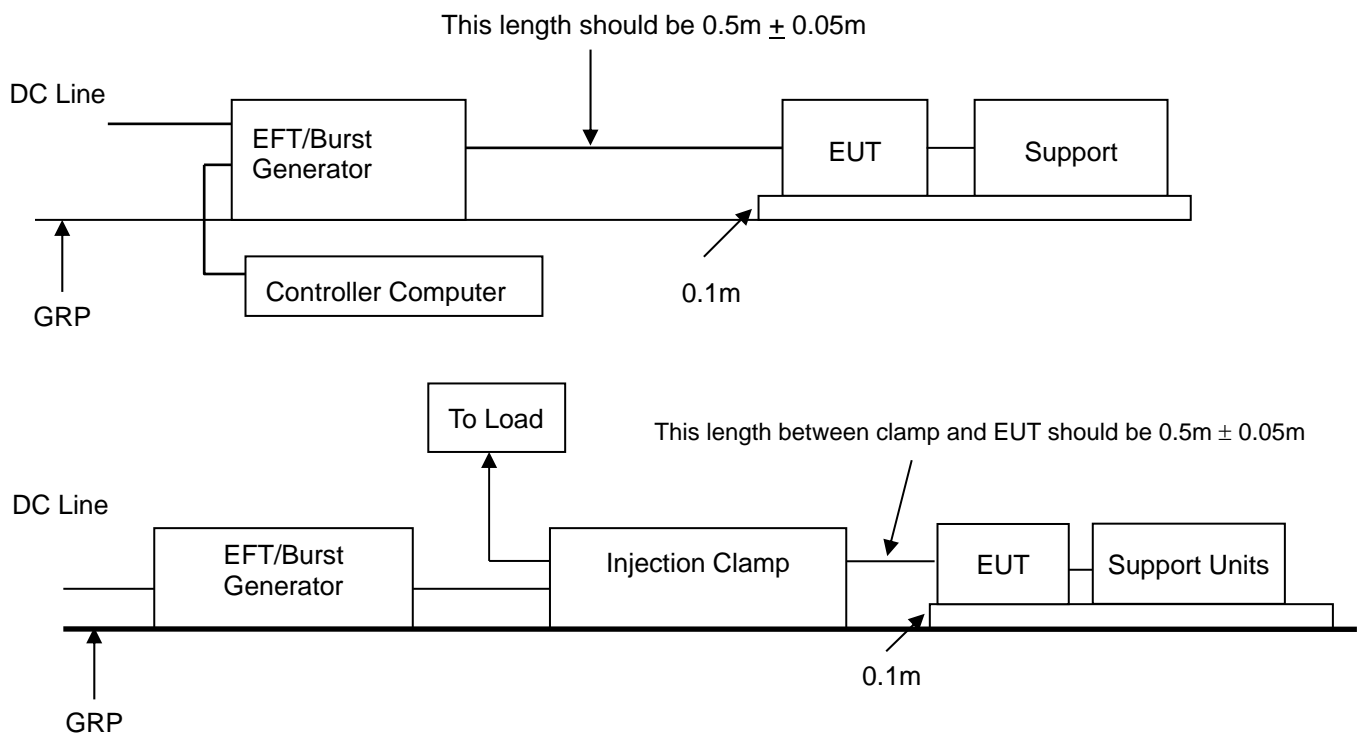 This length should be 0.5m ± 0.05m
DC Line
EFT/Burst
Generator
EUT
Support
Controller Computer
0.1m
GRP
To Load
This length between clamp and EUT should be 0.5m ± 0.05m
DC Line
EFT/Burst
Generator
Injection Clamp
EUT
Support Units
0.1m
GRP